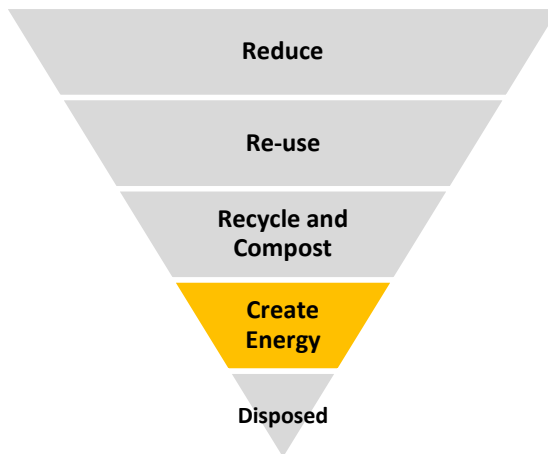 Reduce
Re-use
Recycle and
Compost
Create
Energy
Disposed